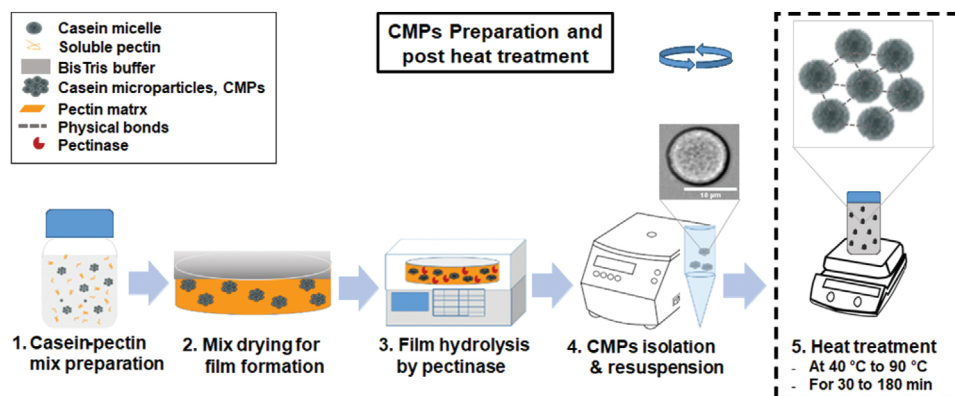 Casein micelle
Soluble pectin
BisTris buffer
Casein microparticles, CMPs
Pectin matrx
Physical bonds
Pectinase
CMPs Preparation and
post heat treatment
10 µm
1. Casein-pectin
mix preparation
2. Mix drying for
film formation
3. Film hydrolysis
by pectinase
4. CMPs isolation
& resuspension
5. Heat treatment
- At 40 °C to 90 °C
- For 30 to 180 min